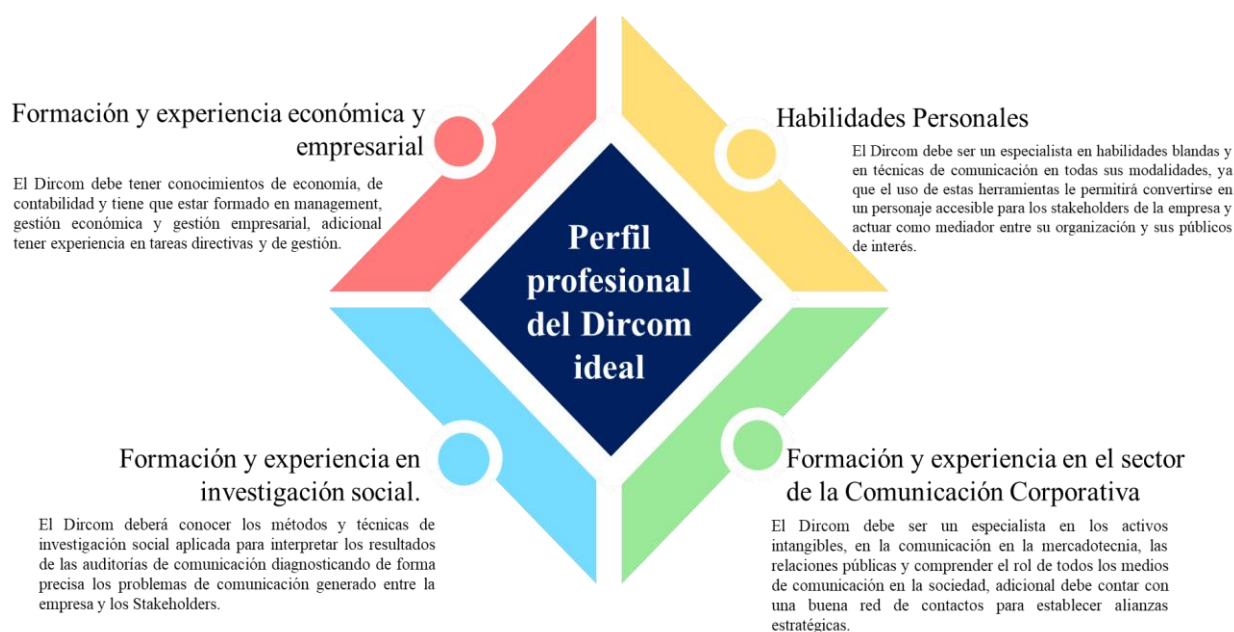 Formación y experiencia económica y
empresarial
El Dircom debe tener conocimientos de economía, de
contabilidad y tiene que estar formado en management,
gestión económica y gestión empresarial, adicional
tener experiencia en tareas directivas y de gestión.
Habilidades Personales
El Dircom debe ser un especialista en habilidades blandas y
en técnicas de comunicación en todas sus modalidades, ya
que el uso de estas herramientas le permitirá convertirse en
un personaje accesible para los stakeholders de la empresa y
actuar como mediador entre su organización y sus públicos
de interés.
Perfil
profesional
del Dircom
ideal
Formación y experiencia en
investigación social.
El Dircom deberá conocer los métodos y técnicas de
investigación social aplicada para interpretar los resultados
de las auditorías de comunicación diagnosticando de forma
precisa los problemas de comunicación generado entre la
empresa y los Stakeholders.
Formación y experiencia en el sector
de la Comunicación Corporativa
El Dircom debe ser un especialista en los activos
intangibles, en la comunicación en la mercadotecnia, las
relaciones públicas y comprender el rol de todos los medios
de comunicación en la sociedad, adicional debe contar con
una buena red de contactos para establecer alianzas
estratégicas.